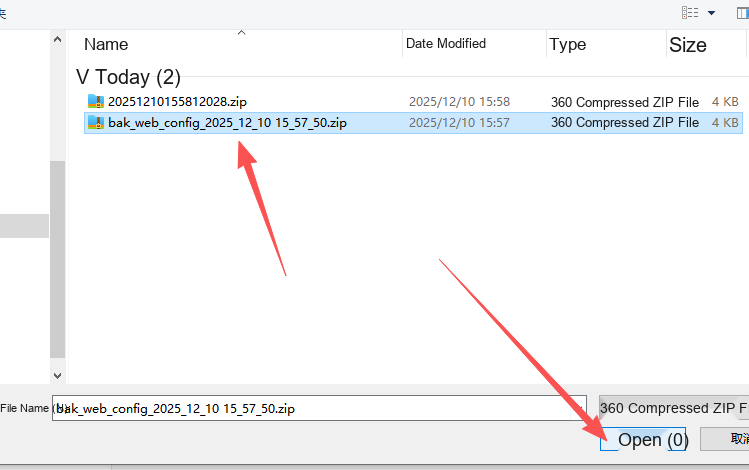 Name Date Modified Type Size
V Today (2)
20251210155812028.zip 2025/12/10 15:58 360 Compressed ZIP File 4 KB
bak_web_config_2025_12_10 15_57_50.zip 2025/12/10 15:57 360 Compressed ZIP File 4 KB
File Name (N) bak_web_config_2025_12_10 15_57_50.zip 360 Compressed ZIP F
Open (0) 取消